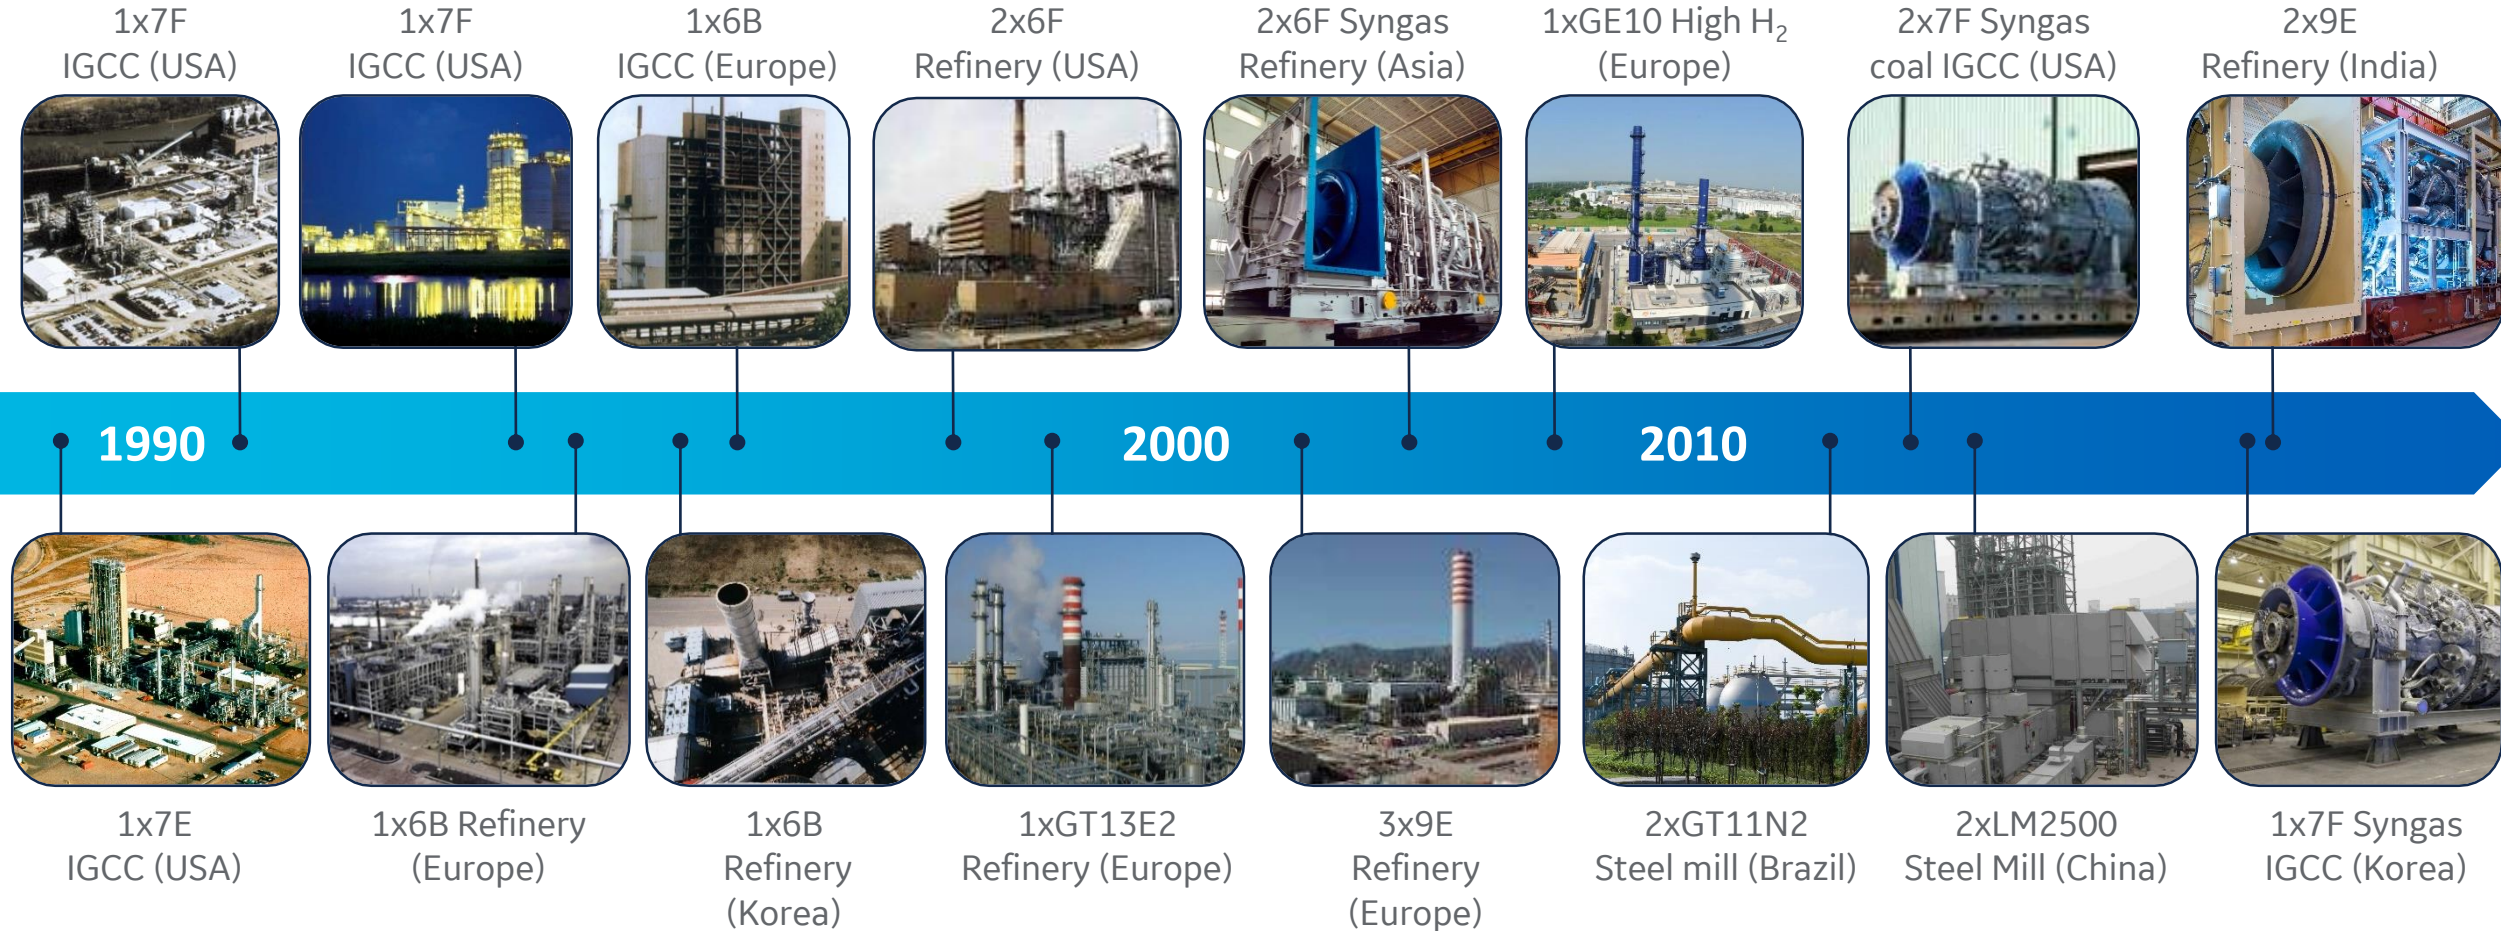 1x7F
IGCC (USA)
1x7F
IGCC (USA)
1x6B
IGCC (Europe)
2x6F
Refinery (USA)
2x6F Syngas
Refinery (Asia)
1xGE10 High H₂
(Europe)
2x7F Syngas
coal IGCC (USA)
2x9E
Refinery (India)
1990
2000
2010
1x7E
IGCC (USA)
1x6B Refinery
(Europe)
1x6B
Refinery
(Korea)
1xGT13E2
Refinery (Europe)
3x9E
Refinery
(Europe)
2xGT11N2
Steel mill (Brazil)
2xLM2500
Steel Mill (China)
1x7F Syngas
IGCC (Korea)